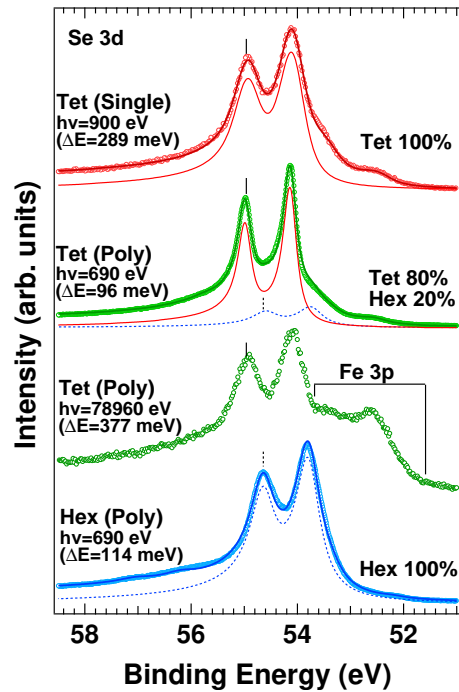 Se 3d
Tet (Single)
hν=900 eV
(ΔE=289 meV)
Tet 100%
Tet (Poly)
hν=690 eV
(ΔE=96 meV)
Tet 80%
Hex 20%
Fe 3p
Tet (Poly)
hν=78960 eV
(ΔE=377 meV)
Hex (Poly)
hν=690 eV
(ΔE=114 meV)
Hex 100%
Intensity (arb. units)
58 56 54 52
Binding Energy (eV)